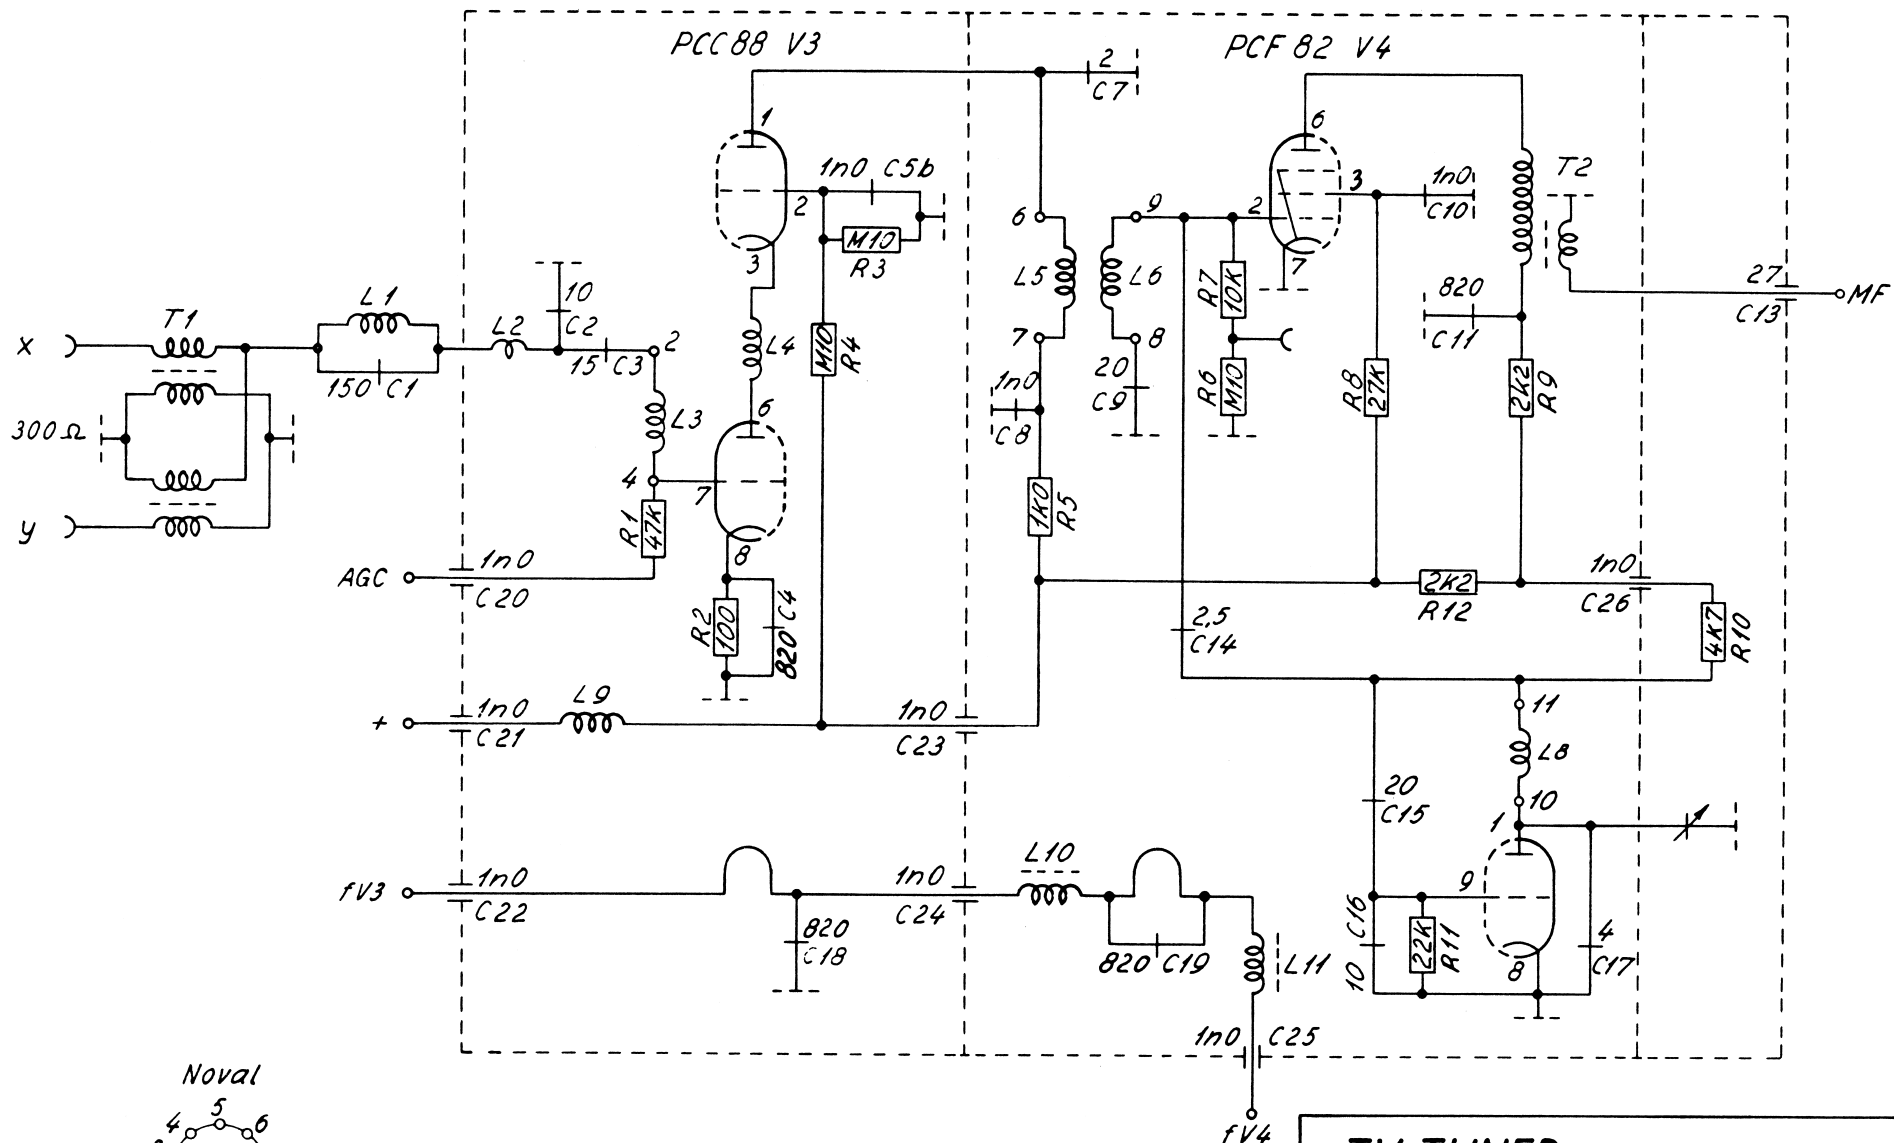 PCC88 V3
PCF82 V4
2
C7
1
6
1n0 C5b
2
3
1n0
C10
T2
6
9
2
M10
R3
3
7
L5
L6
R7
10K
27
C13
MF
10
C2
820
C11
L1
T1
L2
x
15 C3
2
L4
M10
R4
7
8
150 C1
1n0
C8
20
C9
R6
M10
R8
27K
2K2
R9
300Ω
L3
6
4
7
R1
47K
1K0
R5
y
8
AGC
1n0
C20
1n0
C26
2K2
R12
R2
100
820 C4
2,5
C14
4K7
R10
+
1n0
C21
L9
1n0
C23
11
L8
20
C15
10
1
L10
fV3
1n0
C22
1n0
C24
9
820
C18
820 C19
L11
10 C16
22K
R11
8
4
C17
1n0 C25
Noval
5
4
6
fV4
TV TUNER